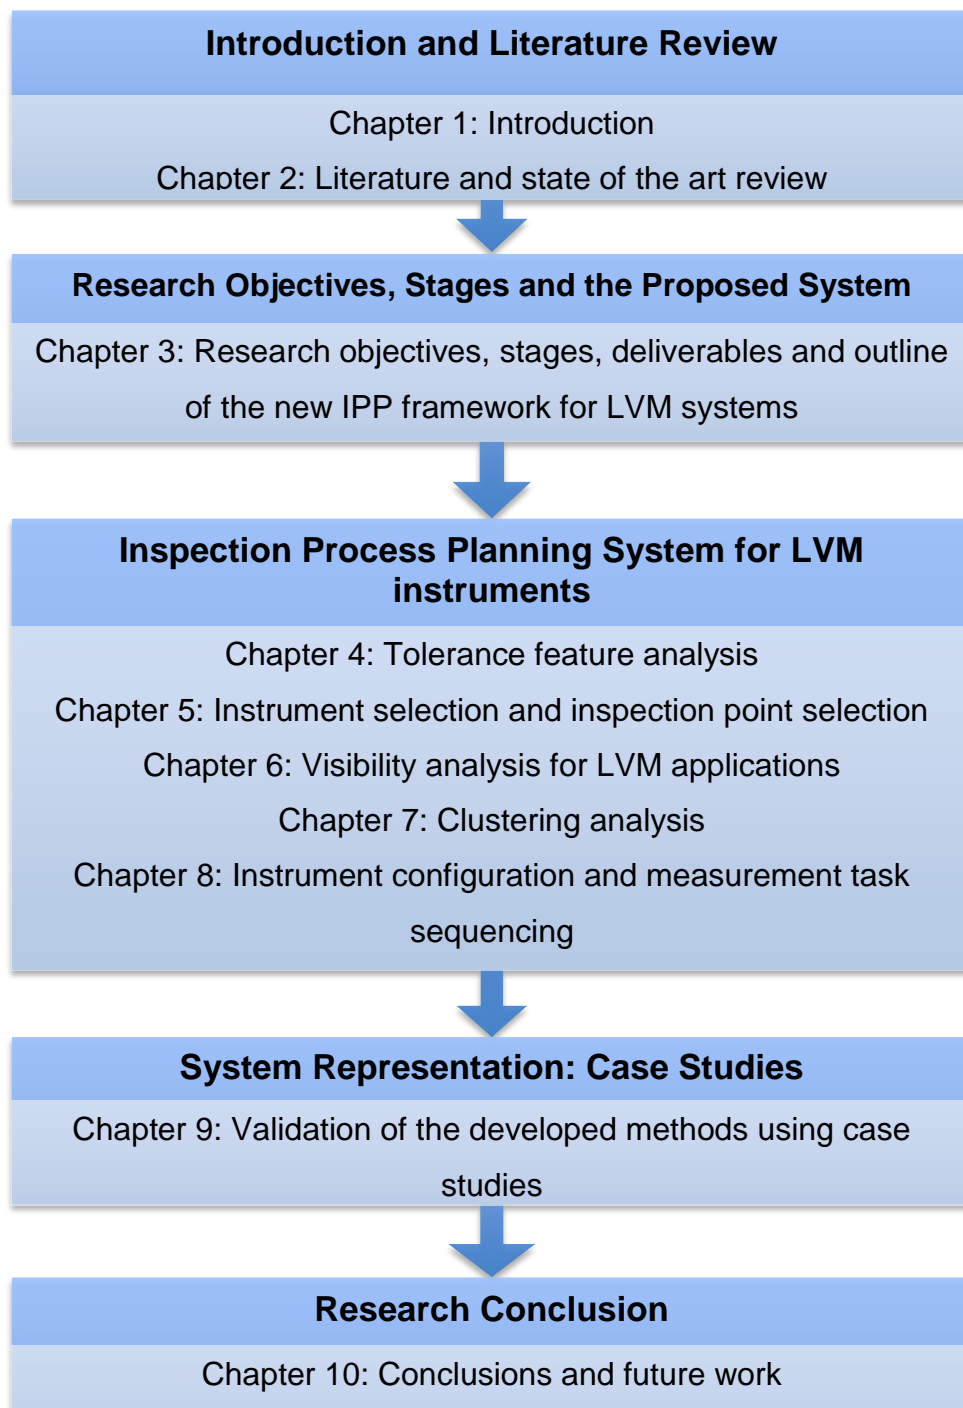 Introduction and Literature Review
Chapter 1: Introduction
Chapter 2: Literature and state of the art review
Research Objectives, Stages and the Proposed System
Chapter 3: Research objectives, stages, deliverables and outline
of the new IPP framework for LVM systems
Inspection Process Planning System for LVM
instruments
Chapter 4: Tolerance feature analysis
Chapter 5: Instrument selection and inspection point selection
Chapter 6: Visibility analysis for LVM applications
Chapter 7: Clustering analysis
Chapter 8: Instrument configuration and measurement task
sequencing
System Representation: Case Studies
Chapter 9: Validation of the developed methods using case
studies
Research Conclusion
Chapter 10: Conclusions and future work